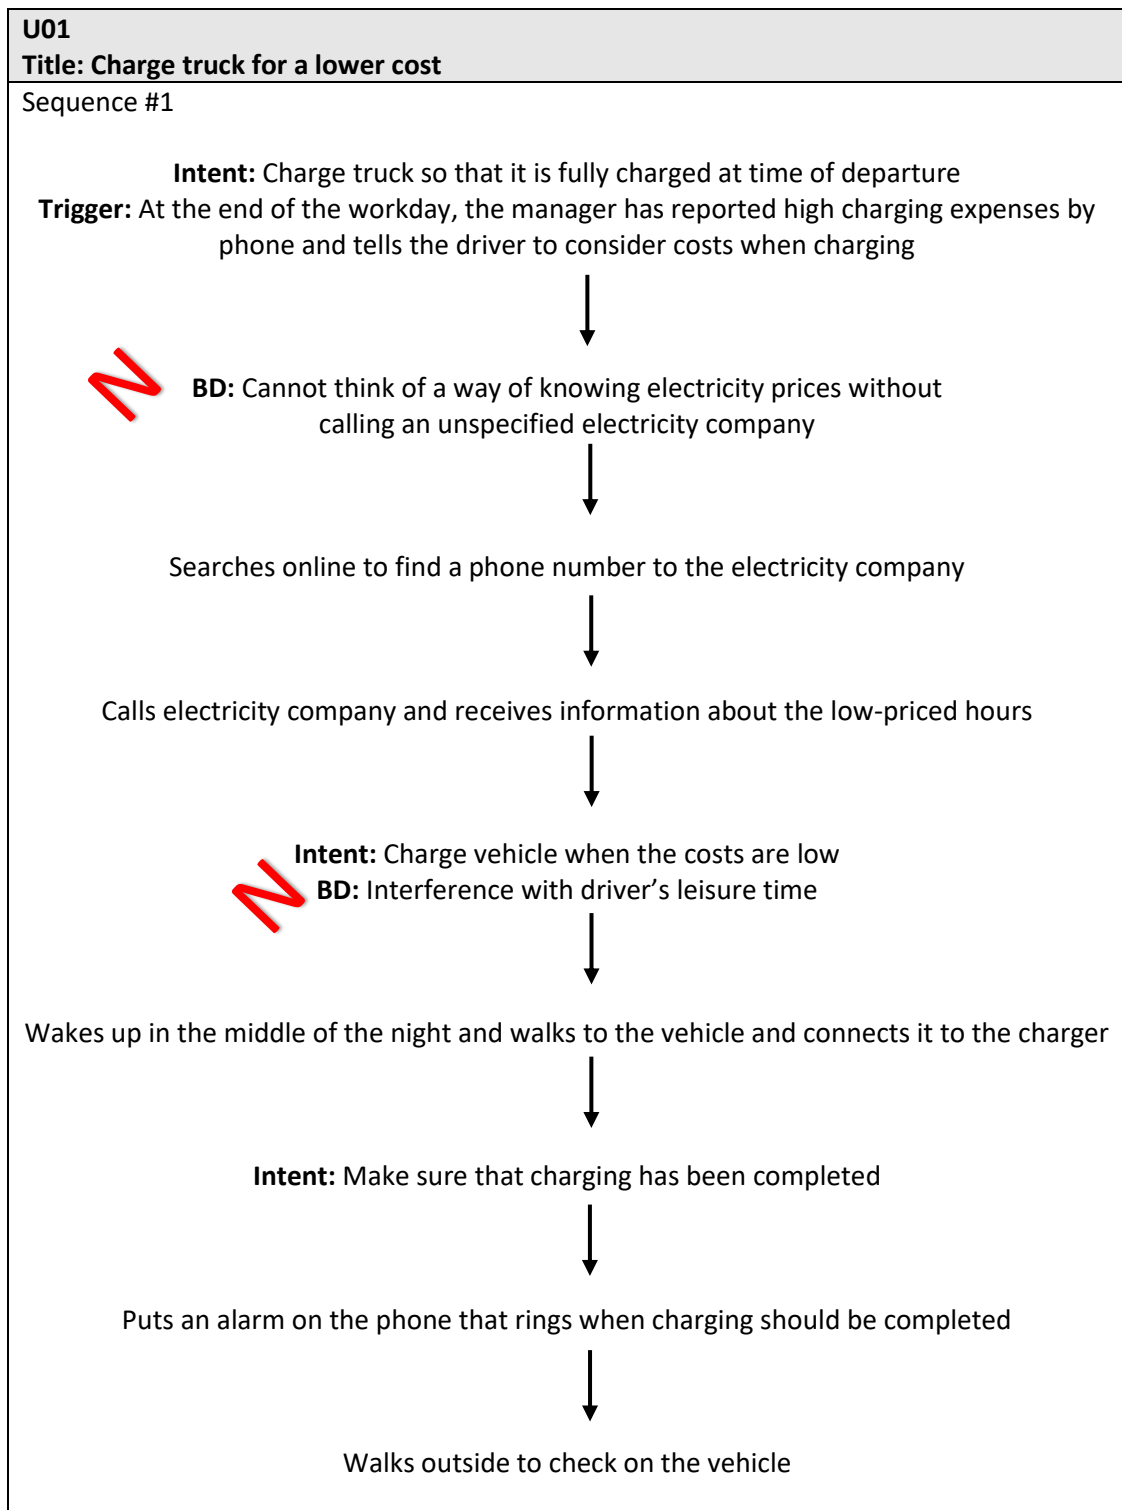 U01
Title: Charge truck for a lower cost
Sequence #1
Intent: Charge truck so that it is fully charged at time of departure
Trigger: At the end of the workday, the manager has reported high charging expenses by
phone and tells the driver to consider costs when charging
N
BD: Cannot think of a way of knowing electricity prices without
calling an unspecified electricity company
Searches online to find a phone number to the electricity company
Calls electricity company and receives information about the low-priced hours
Intent: Charge vehicle when the costs are low
N
BD: Interference with driver’s leisure time
Wakes up in the middle of the night and walks to the vehicle and connects it to the charger
Intent: Make sure that charging has been completed
Puts an alarm on the phone that rings when charging should be completed
Walks outside to check on the vehicle